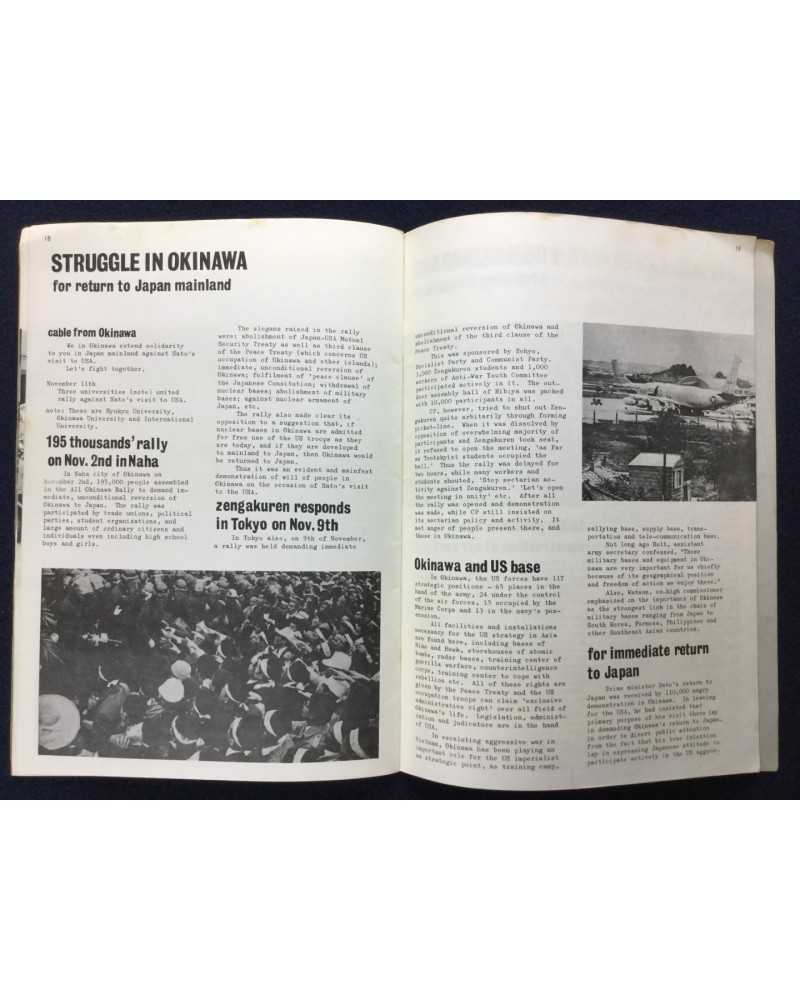 18
STRUGGLE IN OKINAWA
for return to Japan mainland
cable from Okinawa
We in Okinawa extend solidarity
to you in Japan mainland against Sato's
visit to USA.
Let's fight together.
November 11th
Three universities (note) united
rally against Sato's visit to USA.
note: These are Ryukyu University,
Okinawa University and International
University.
195 thousands' rally
on Nov. 2nd in Naha
In Naha city of Okinawa on
November 2nd, 195,000 people assembled
in the All Okinawa Rally to demand im-
mediate, unconditional reversion of
Okinawa to Japan. The rally was
participated by trade unions, political
parties, student organizations, and
large amount of ordinary citizens and
individuals even including high school
boys and girls.
The slogans raised in the rally
were: abolishment of Japan-USA Mutual
Security Treaty as well as third clause
of the Peace Treaty (which concerns US
occupation of Okinawa and other islands);
immediate, unconditional reversion of
Okinawa; fulfilment of 'peace clause' of
the Japanese Consitution; withdrawal of
nuclear bases; abolishment of military
bases; against nuclear armament of
Japan, etc.
The rally also made clear its
opposition to a suggestion that, if
nuclear bases in Okinawa are admitted
for free use of the US troops as they
are today, and if they are developed
to mainland to Japan, then Okinawa would
be returned to Japan.
Thus it was an evident and mainfest
demonstration of will of people in
Okinawa on the occasion of Sato's visit
to the USA.
zengakuren responds
in Tokyo on Nov. 9th
In Tokyo also, on 9th of November,
a rally was held demanding immediate
19
unconditional reversion of Okinawa and
abolishment of the third clause of the
Peace Treaty.
This was sponsored by Sohyo,
Socialist Party and Communist Party.
Zengakuren students and 1,000
workers of Anti-War Youth Committee
participated actively in it. The out-
door assembly hall of Hibiya was packed
with participants in all.
CP, however, tried to shut out Zen-
gakuren quite arbitrarily through forming
picket-line. When it was dissolved by
opposition of overwhelming majority of
participants and Zengakuren took seat,
it refused to open the meeting, 'as far
as Trotskyist students occupied the
hall.' Thus the rally was delayed for
two hours, while many workers and
students shouted, 'Stop sectarian ac-
tivity against Zengakuren.' 'Let's open
the meeting in unity' etc. After all
the rally was opened and demonstration
was made, while CP still insisted on
its sectarian policy and activity. It
met anger of people present there, and
those in Okinawa.
Okinawa and US base
In Okinawa, the US forces have 117
strategic positions - 65 places in the
hand of the army, 24 under the control
of the air forces, 15 occupied by the
Marine Corps and 13 in the navy's pos-
session.
All facilities and installations
necessary for the US strategy in Asia
are found here, including bases of
Nike and Hawk, storehouses of atomic
bombs, radar bases, training center of
guerilla warfare, counterintelligence
corps, training center to cope with
rebellion etc. All of these rights are
given by the Peace Treaty and the US
occupation troops can claim 'exclusive
administrative right' over all field of
Okinawa's life. Legislation, administ-
ration and judicature are in the hand
of USA.
In escalating aggressive war in
Vietnam, Okinawa has been playing an
important role for the US imperialist
as strategic point, as training camp,
rallying base, supply base, trans-
portation and tele-communication base.
Not long ago Holt, assistant
army secretary confessed, 'These
military bases and equipment in Oki-
nawa are very important for us chiefly
because of its geographical position
and freedom of action we enjoy there.'
Also, Watson, ex-high commissioner
emphasized on the importance of Okinawa
as the strongest link in the chain of
military bases ranging from Japan to
South Korea, Formosa, Philippines and
other Southeast Asian countries.
for immediate return
to Japan
Prime minister Sato's return to
Japan was received by 110,000 angry
demonstration in Okinawa. In leaving
for the USA, he had insisted that
primary purpose of his visit there lay
in demanding Okinawa's return to Japan,
in order to divert public attention
from the fact that his true intention
lay in expressing Japanese attitude to
participate actively in the US aggres-